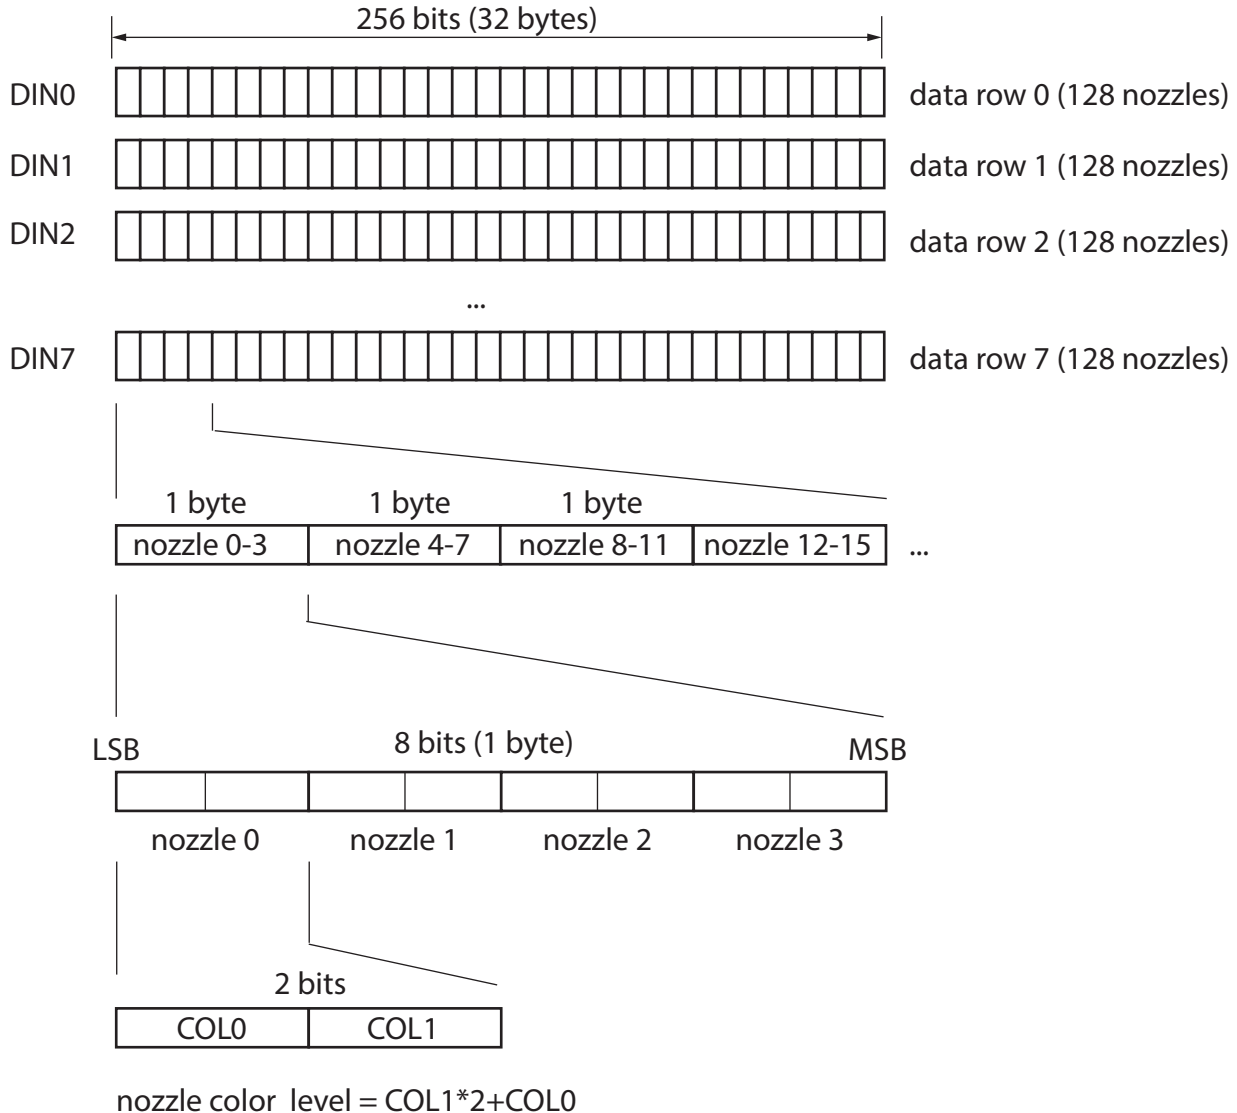 256 bits (32 bytes)
DIN0 data row 0 (128 nozzles)
DIN1 data row 1 (128 nozzles)
DIN2 data row 2 (128 nozzles)
...
DIN7 data row 7 (128 nozzles)
1 byte 1 byte 1 byte
nozzle 0-3 nozzle 4-7 nozzle 8-11 nozzle 12-15 ...
LSB 8 bits (1 byte) MSB
nozzle 0 nozzle 1 nozzle 2 nozzle 3
2 bits
COL0 COL1
nozzle color level = COL1*2+COL0